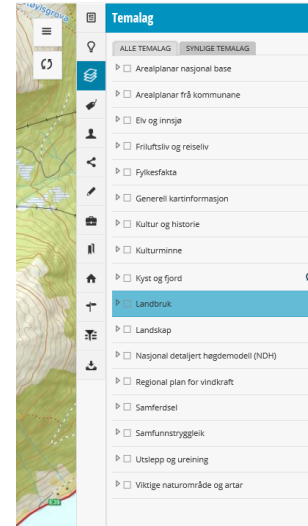 Temalag
ALLE TEMALAG SYNLIGE TEMALAG
Arealplanar nasjonal base
Arealplanar frå kommunane
Elv og innsjø
Friluftsliv og reiseliv
Fylkesfakta
Generell kartinformasjon
Kultur og historie
Kulturminne
Kyst og fjord
Landbruk
Landskap
Nasjonal detaljert høgdemodell (NDH)
Regional plan for vindkraft
Samferdsel
Samfunnstryggleik
Utslepp og ureining
Viktige naturområde og artar